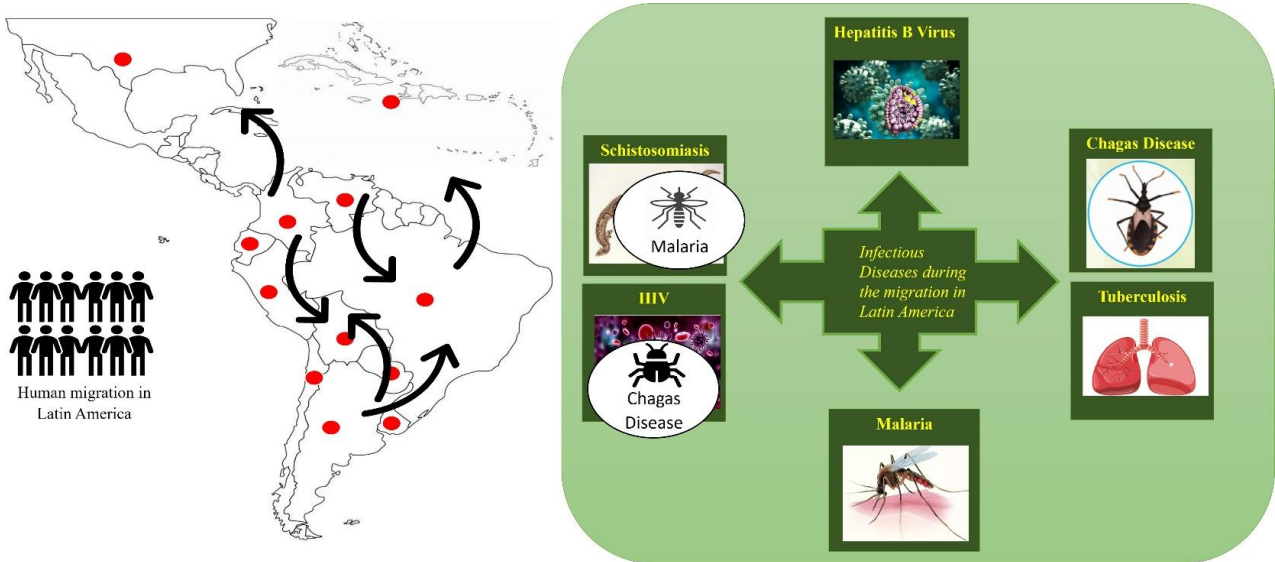 Human migration in
Latin America
Hepatitis B Virus
Schistosomiasis
Malaria
IIIV
Chagas
Disease
Infectious
Diseases during
the migration in
Latin America
Chagas Disease
Tuberculosis
Malaria